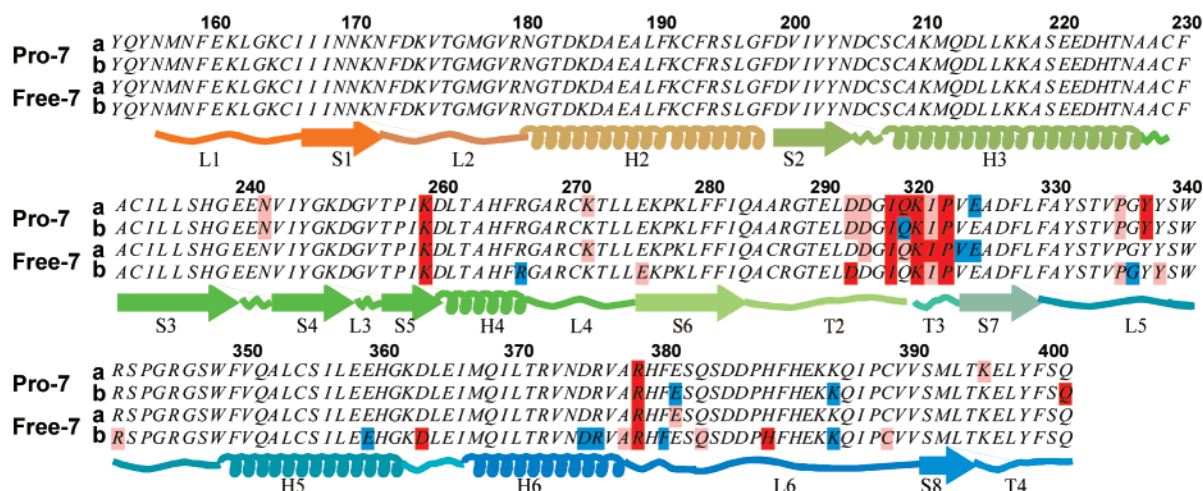 160 170 180 190 200 210 220 230
Pro-7
a YQYNMNFEKLGKCIIINNKNFDKVTGMGVRNGTDKDAEALFKCFRSLGFDVIVYNDCSCAKMQDLLKKASEEDHTNAACF
b YQYNMNFEKLGKCIIINNKNFDKVTGMGVRNGTDKDAEALFKCFRSLGFDVIVYNDCSCAKMQDLLKKASEEDHTNAACF
Free-7
a YQYNMNFEKLGKCIIINNKNFDKVTGMGVRNGTDKDAEALFKCFRSLGFDVIVYNDCSCAKMQDLLKKASEEDHTNAACF
b YQYNMNFEKLGKCIIINNKNFDKVTGMGVRNGTDKDAEALFKCFRSLGFDVIVYNDCSCAKMQDLLKKASEEDHTNAACF
L1 S1 L2 H2 S2 H3
240 260 270 280 290 320 330 340
Pro-7
a ACILLSHGEENVIYGKDGVTPIKDLTAHFRGARCKTLLEKPKLFFIQAARGTELDDGIQKIPVEADFLFAYSTVPGYYSW
b ACILLSHGEENVIYGKDGVTPIKDLTAHFRGARCKTLLEKPKLFFIQAARGTELDDGIQKIPVEADFLFAYSTVPGYYSW
Free-7
a ACILLSHGEENVIYGKDGVTPIKDLTAHFRGARCKTLLEKPKLFFIQAARGTELDDGIQKIPVEADFLFAYSTVPGYYSW
b ACILLSHGEENVIYGKDGVTPIKDLTAHFRGARCKTLLEKPKLFFIQACRGTELDDGIQKIPVEADFLFAYSTVPGYYSW
S3 S4 L3 S5 H4 L4 S6 T2 T3 S7 L5
350 360 370 380 390 400
Pro-7
a RSPGRGSWFVQALCSILEEHGKDLEIMQILTRVNDRVARHFESQSDDPHFHEKKQIPCVVSMLTKELYFSQ
b RSPGRGSWFVQALCSILEEHGKDLEIMQILTRVNDRVARHFESQSDDPHFHEKKQIPCVVSMLTKELYFSQ
Free-7
a RSPGRGSWFVQALCSILEEHGKDLEIMQILTRVNDRVARHFESQSDDPHFHEKKQIPCVVSMLTKELYFSQ
b RSPGRGSWFVQALCSILEEHGKDLEIMQILTRVNDRVARHFESQSDDPHFHEKKQIPCVVSMLTKELYFSQ
H5 H6 L6 S8 T4